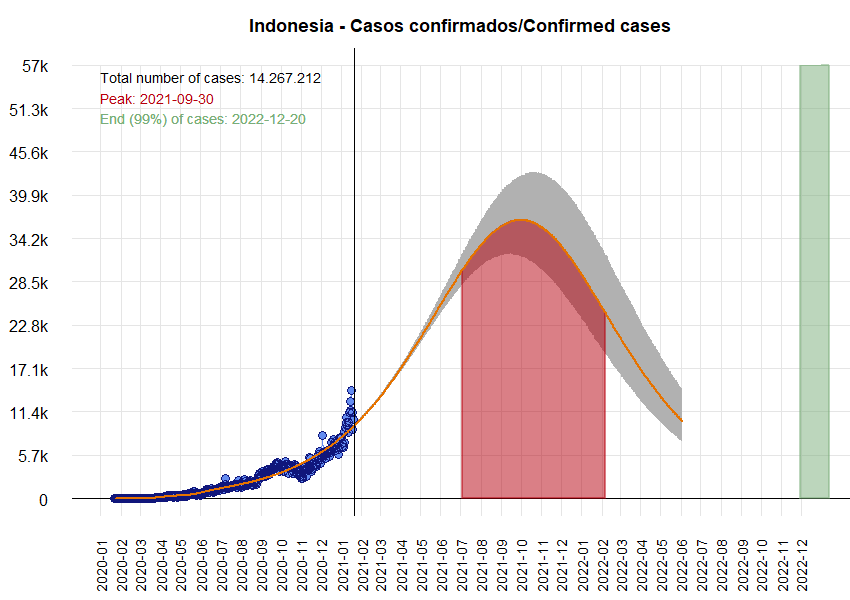 Indonesia - Casos confirmados/Confirmed cases
57k
Total number of cases: 14.267.212
Peak: 2021-09-30
End (99%) of cases: 2022-12-20
51.3k
45.6k
39.9k
34.2k
28.5k
22.8k
17.1k
11.4k
5.7k
0
2020-01
2020-02
2020-03
2020-04
2020-05
2020-06
2020-07
2020-08
2020-09
2020-10
2020-11
2020-12
2021-01
2021-02
2021-03
2021-04
2021-05
2021-06
2021-07
2021-08
2021-09
2021-10
2021-11
2021-12
2022-01
2022-02
2022-03
2022-04
2022-05
2022-06
2022-07
2022-08
2022-09
2022-10
2022-11
2022-12